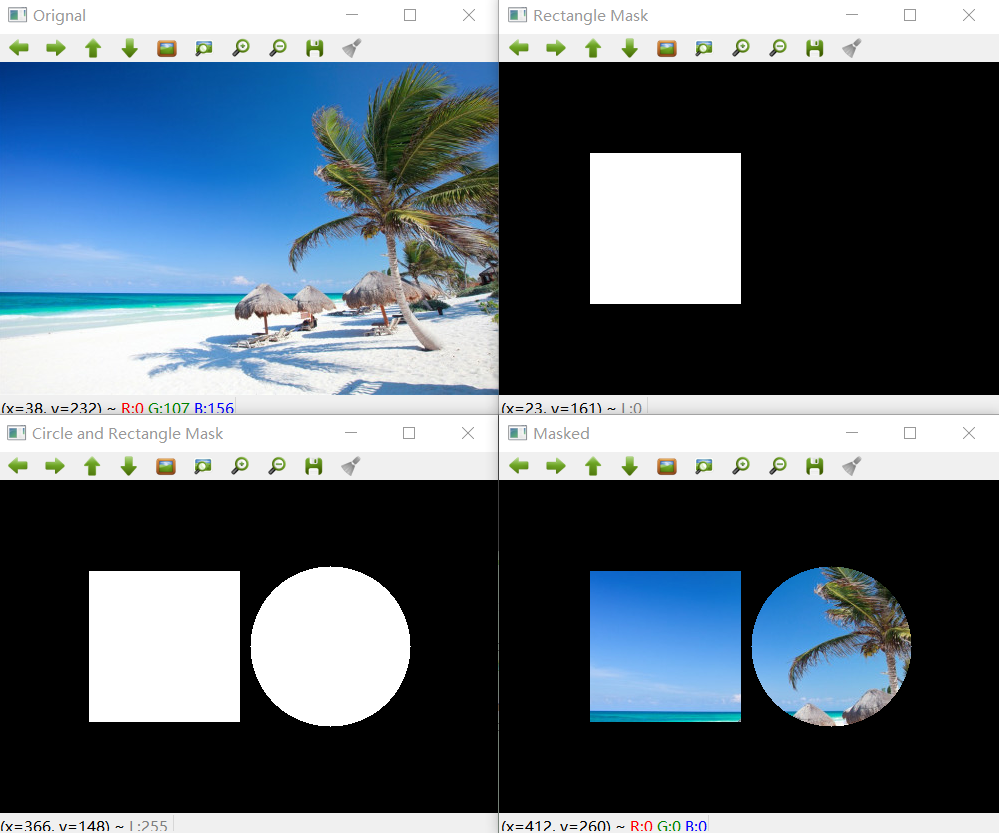 Orignal
Rectangle Mask
(x=38, y=232) ~ R:0 G:107 B:156
(x=23, y=161) ~ L:0
Circle and Rectangle Mask
Masked
(x=366, y=148) ~ L:255
(x=412, y=260) ~ R:0 G:0 B:0